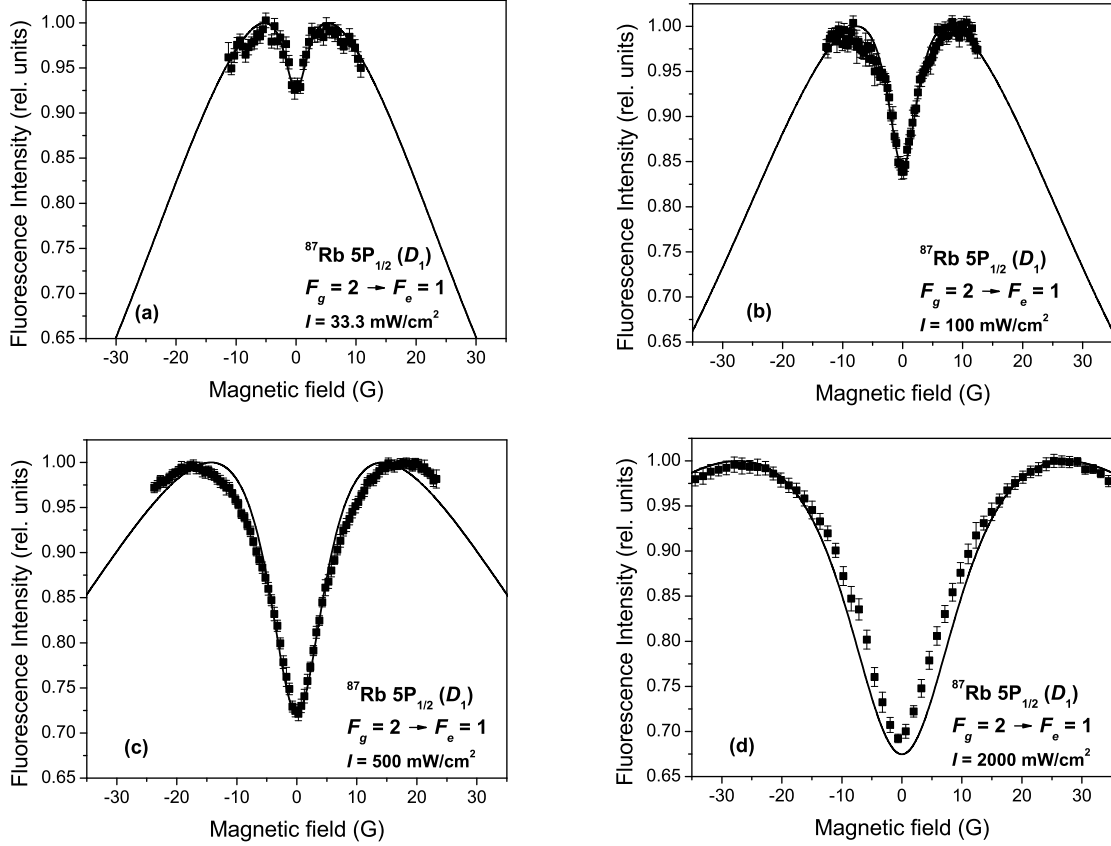 Fluorescence Intensity (rel. units)
1.00
0.95
0.90
0.85
0.80
0.75
0.70
0.65
⁸⁷Rb 5P₁/₂ (D₁)
F_g = 2 → F_e = 1
(a)
I = 33.3 mW/cm²
-30 -20 -10 0 10 20 30
Magnetic field (G)
Fluorescence Intensity (rel. units)
1.00
0.95
0.90
0.85
0.80
0.75
0.70
0.65
⁸⁷Rb 5P₁/₂ (D₁)
F_g = 2 → F_e = 1
(b)
I = 100 mW/cm²
-30 -20 -10 0 10 20 30
Magnetic field (G)
Fluorescence Intensity (rel. units)
1.00
0.95
0.90
0.85
0.80
0.75
0.70
0.65
⁸⁷Rb 5P₁/₂ (D₁)
F_g = 2 → F_e = 1
(c)
I = 500 mW/cm²
-30 -20 -10 0 10 20 30
Magnetic field (G)
Fluorescence Intensity (rel. units)
1.00
0.95
0.90
0.85
0.80
0.75
0.70
0.65
⁸⁷Rb 5P₁/₂ (D₁)
F_g = 2 → F_e = 1
(d)
I = 2000 mW/cm²
-30 -20 -10 0 10 20 30
Magnetic field (G)